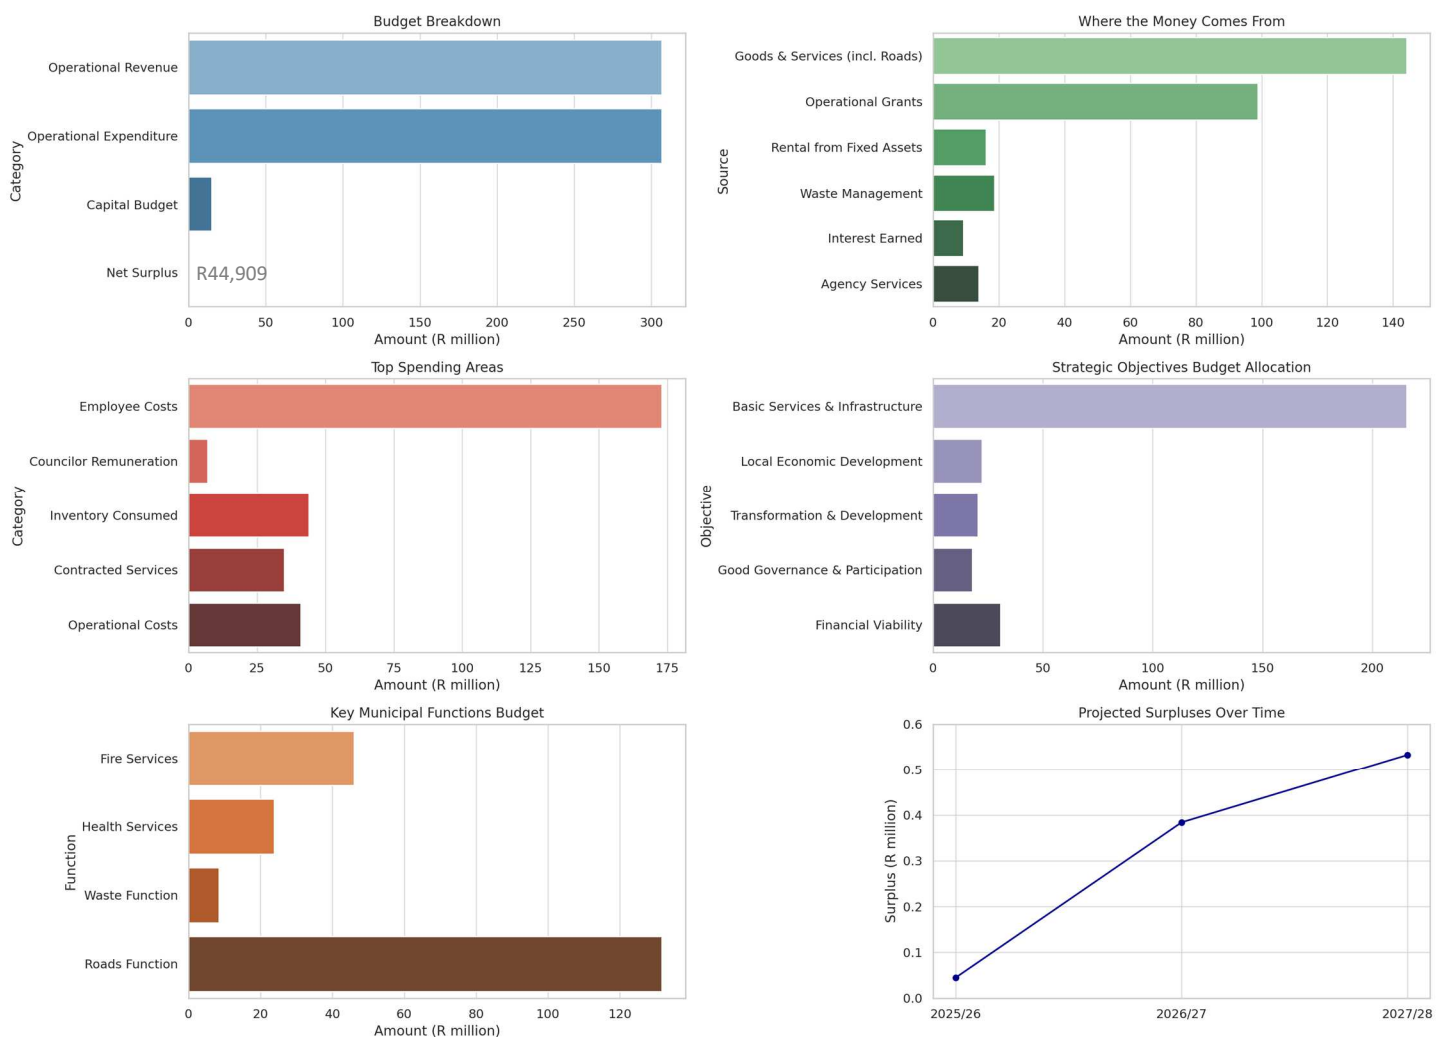 Budget Breakdown
Category
Operational Revenue
Operational Expenditure
Capital Budget
Net Surplus
R44,909
0 50 100 150 200 250 300
Amount (R million)
Where the Money Comes From
Source
Goods & Services (incl. Roads)
Operational Grants
Rental from Fixed Assets
Waste Management
Interest Earned
Agency Services
0 20 40 60 80 100 120 140
Amount (R million)
Top Spending Areas
Category
Employee Costs
Councilor Remuneration
Inventory Consumed
Contracted Services
Operational Costs
0 25 50 75 100 125 150 175
Amount (R million)
Strategic Objectives Budget Allocation
Objective
Basic Services & Infrastructure
Local Economic Development
Transformation & Development
Good Governance & Participation
Financial Viability
0 50 100 150 200
Amount (R million)
Key Municipal Functions Budget
Function
Fire Services
Health Services
Waste Function
Roads Function
0 20 40 60 80 100 120
Amount (R million)
Projected Surpluses Over Time
Surplus (R million)
0.6
0.5
0.4
0.3
0.2
0.1
0.0
2025/26 2026/27 2027/28